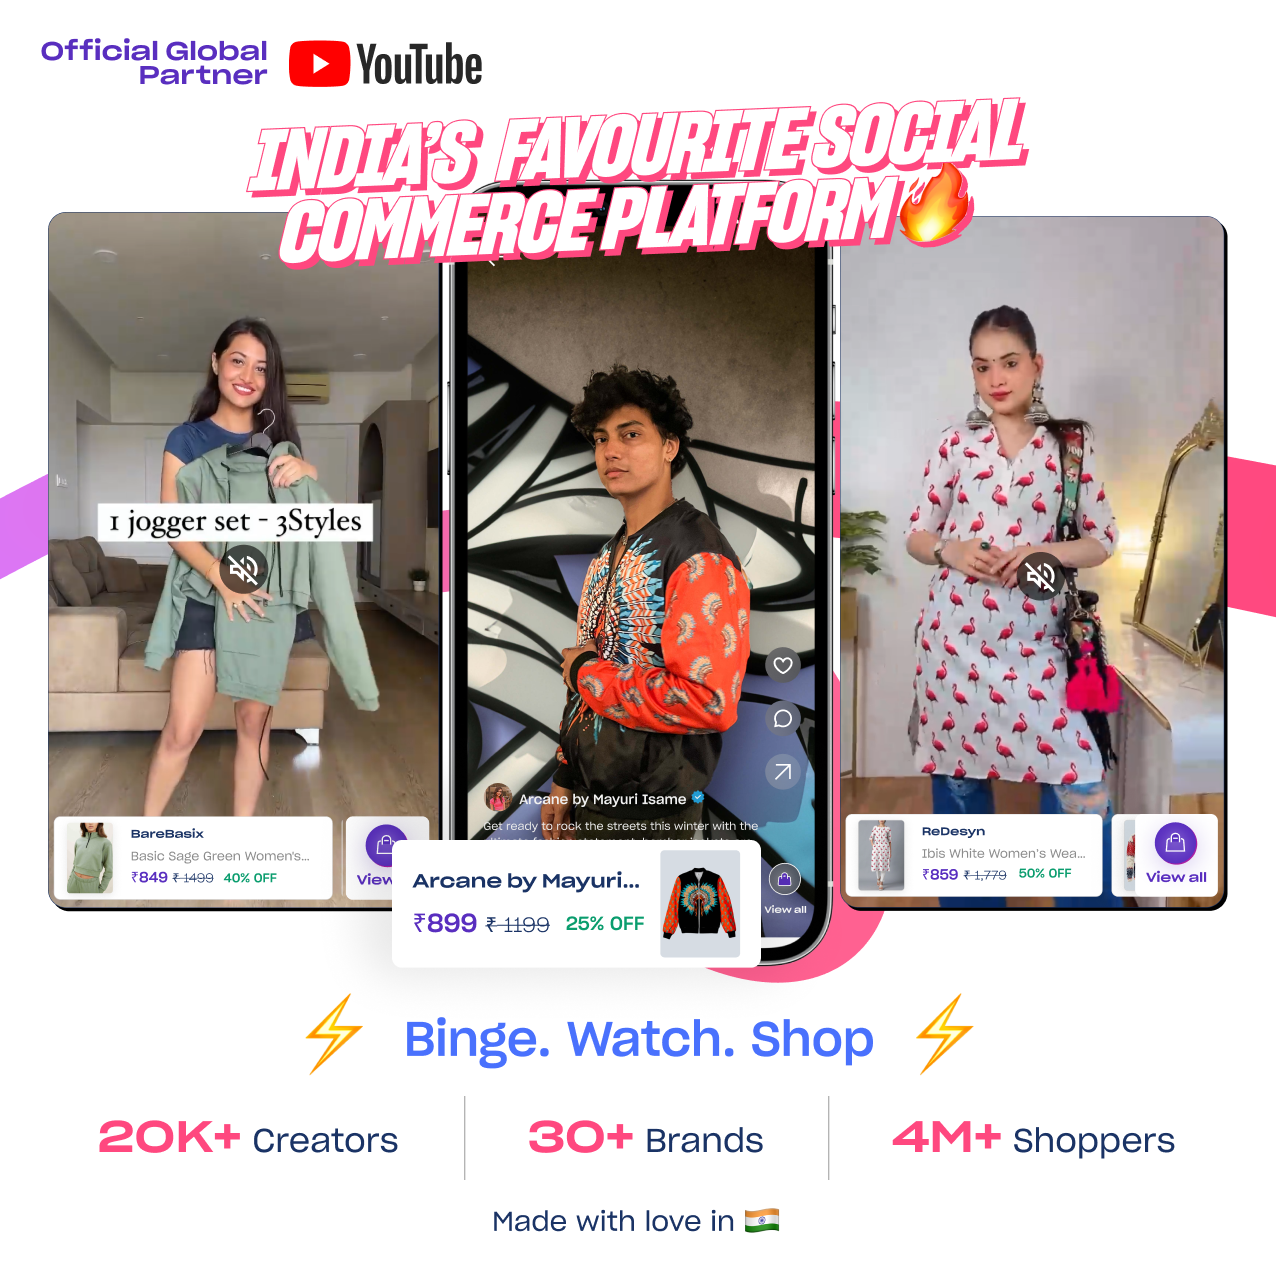 Official Global
Partner
YouTube
INDIA'S FAVOURITE SOCIAL
COMMERCE PLATFORM🔥
1 jogger set - 3Styles
BareBasix
Basic Sage Green Women's...
₹849 ₹ 1499 40% OFF
View
Arcane by Mayuri Isame
Get ready to rock the streets this winter with the
Arcane by Mayuri...
₹899 ₹ 1199 25% OFF
View all
ReDesyn
Ibis White Women's Wea...
₹859 ₹ 1,779 50% OFF
View all
⚡ Binge. Watch. Shop ⚡
20K+ Creators
30+ Brands
4M+ Shoppers
Made with love in 🇮🇳